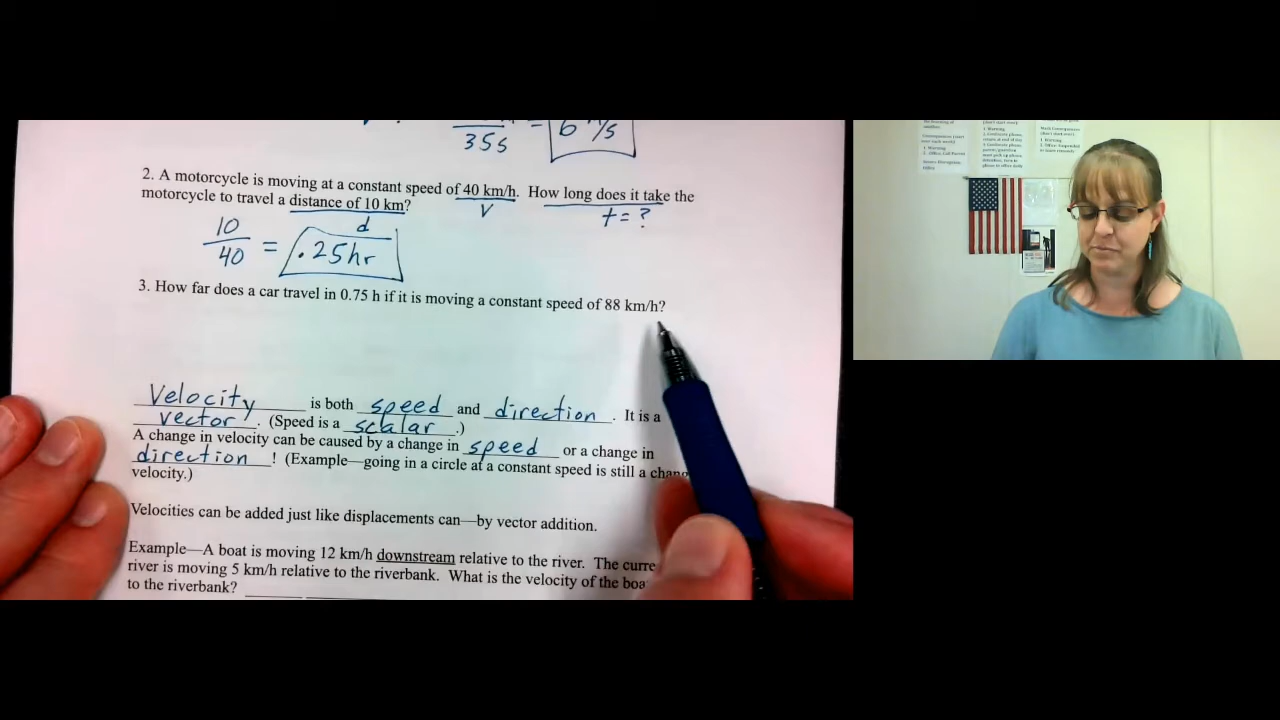 35s = 6 m/s
2. A motorcycle is moving at a constant speed of 40 km/h. How long does it take the
motorcycle to travel a distance of 10 km?
v
t = ?
d
10
40 = .25hr
3. How far does a car travel in 0.75 h if it is moving a constant speed of 88 km/h?
Velocity is both speed and direction. It is a
vector. (Speed is a scalar.)
A change in velocity can be caused by a change in speed or a change in
direction! (Example—going in a circle at a constant speed is still a
velocity.)
Velocities can be added just like displacements can—by vector addition.
Example—A boat is moving 12 km/h downstream relative to the river. The
river is moving 5 km/h relative to the riverbank. What is the velocity of the
to the riverbank?